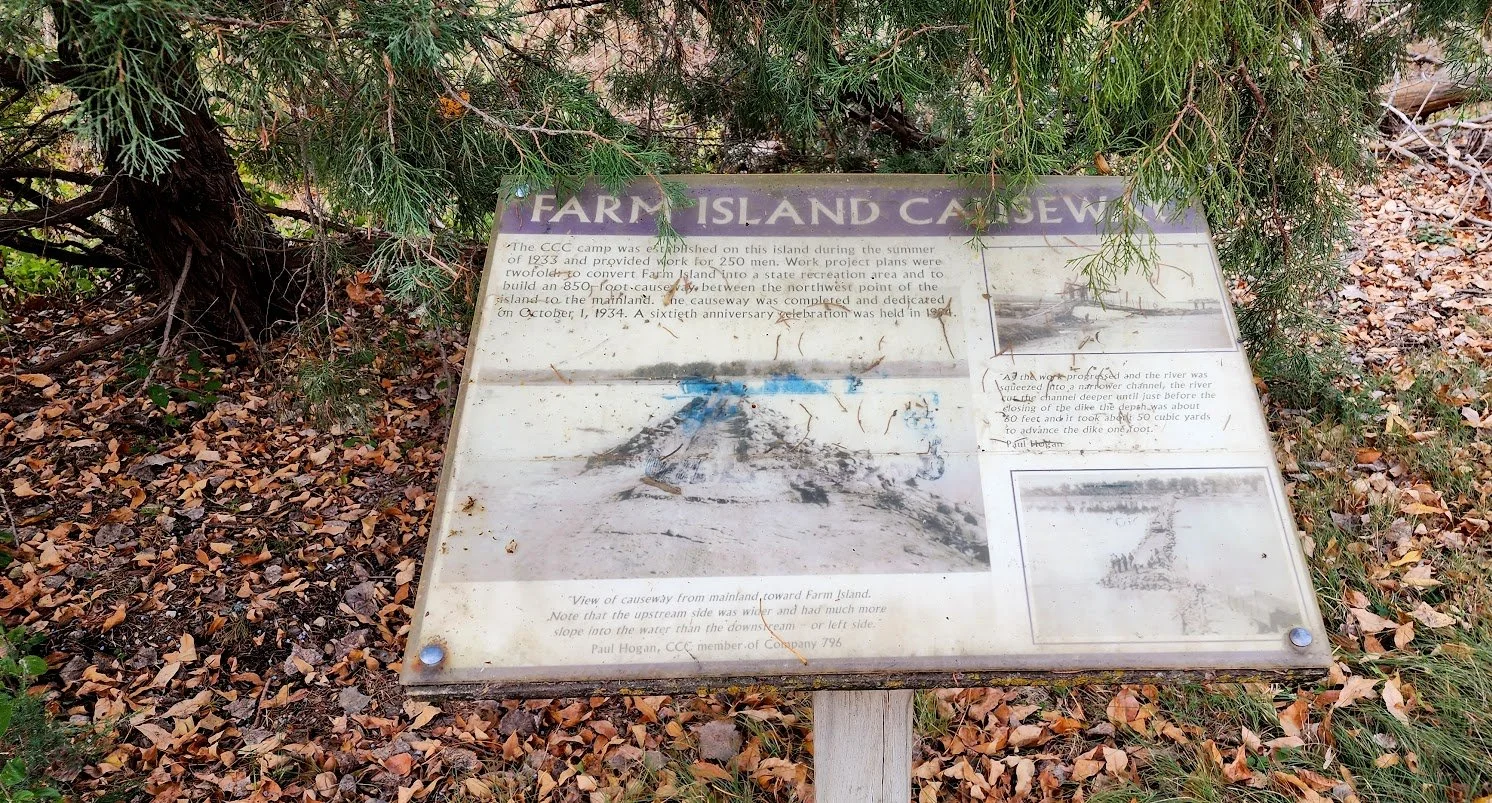 FARM ISLAND CAUSEWAY
The CCC camp was established on this island during the summer
of 1933 and provided work for 250 men. Work project plans were
twofold: to convert Farm Island into a state recreation area and to
build an 850-foot causeway between the northwest point of the
island to the mainland. The causeway was completed and dedicated
on October 1, 1934. A sixtieth anniversary celebration was held in 1994.
"As the work progressed and the river was
squeezed into a narrower channel, the river
cut the channel deeper until just before the
closing of the dike the depth was about
80 feet and it took about 50 cubic yards
to advance the dike one foot."
Paul Hogan
"View of causeway from mainland toward Farm Island.
Note that the upstream side was wider and had much more
slope into the water than the downstream - or left side."
Paul Hogan, CCC member of Company 796